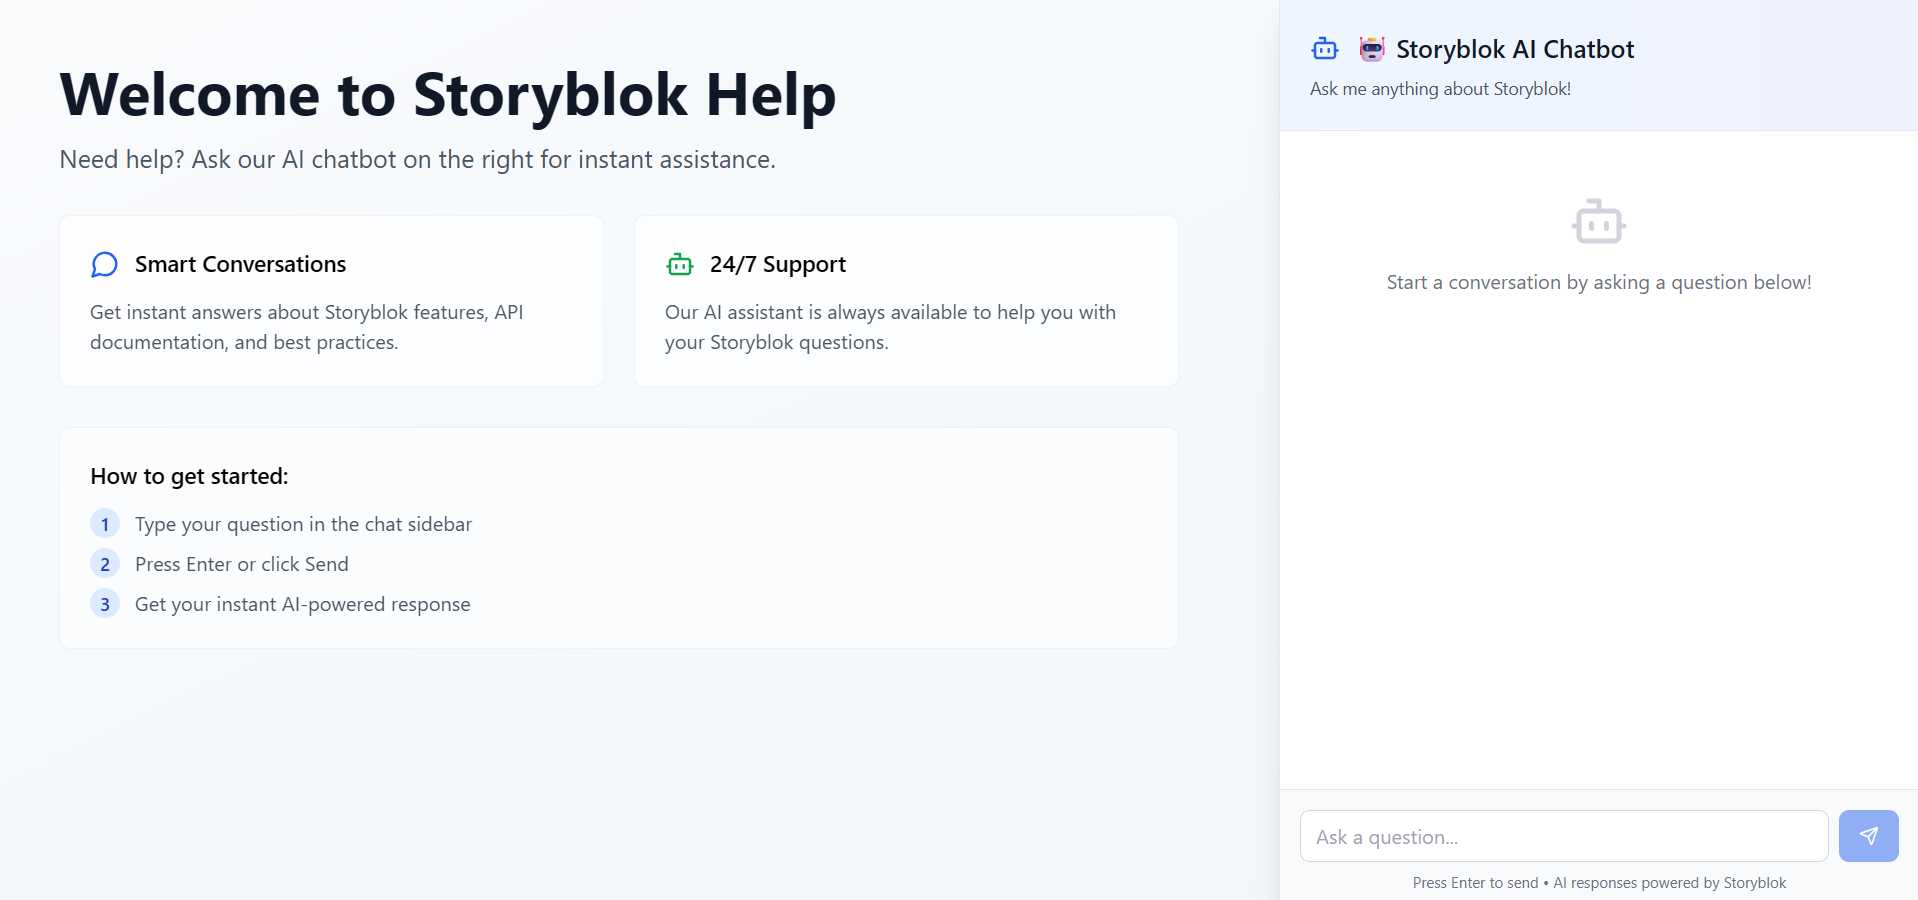 Welcome to Storyblok Help
Need help? Ask our AI chatbot on the right for instant assistance.
Smart Conversations
Get instant answers about Storyblok features, API
documentation, and best practices.
24/7 Support
Our AI assistant is always available to help you with
your Storyblok questions.
How to get started:
1 Type your question in the chat sidebar
2 Press Enter or click Send
3 Get your instant AI-powered response
🤖 Storyblok AI Chatbot
Ask me anything about Storyblok!
Start a conversation by asking a question below!
Ask a question...
Press Enter to send • AI responses powered by Storyblok